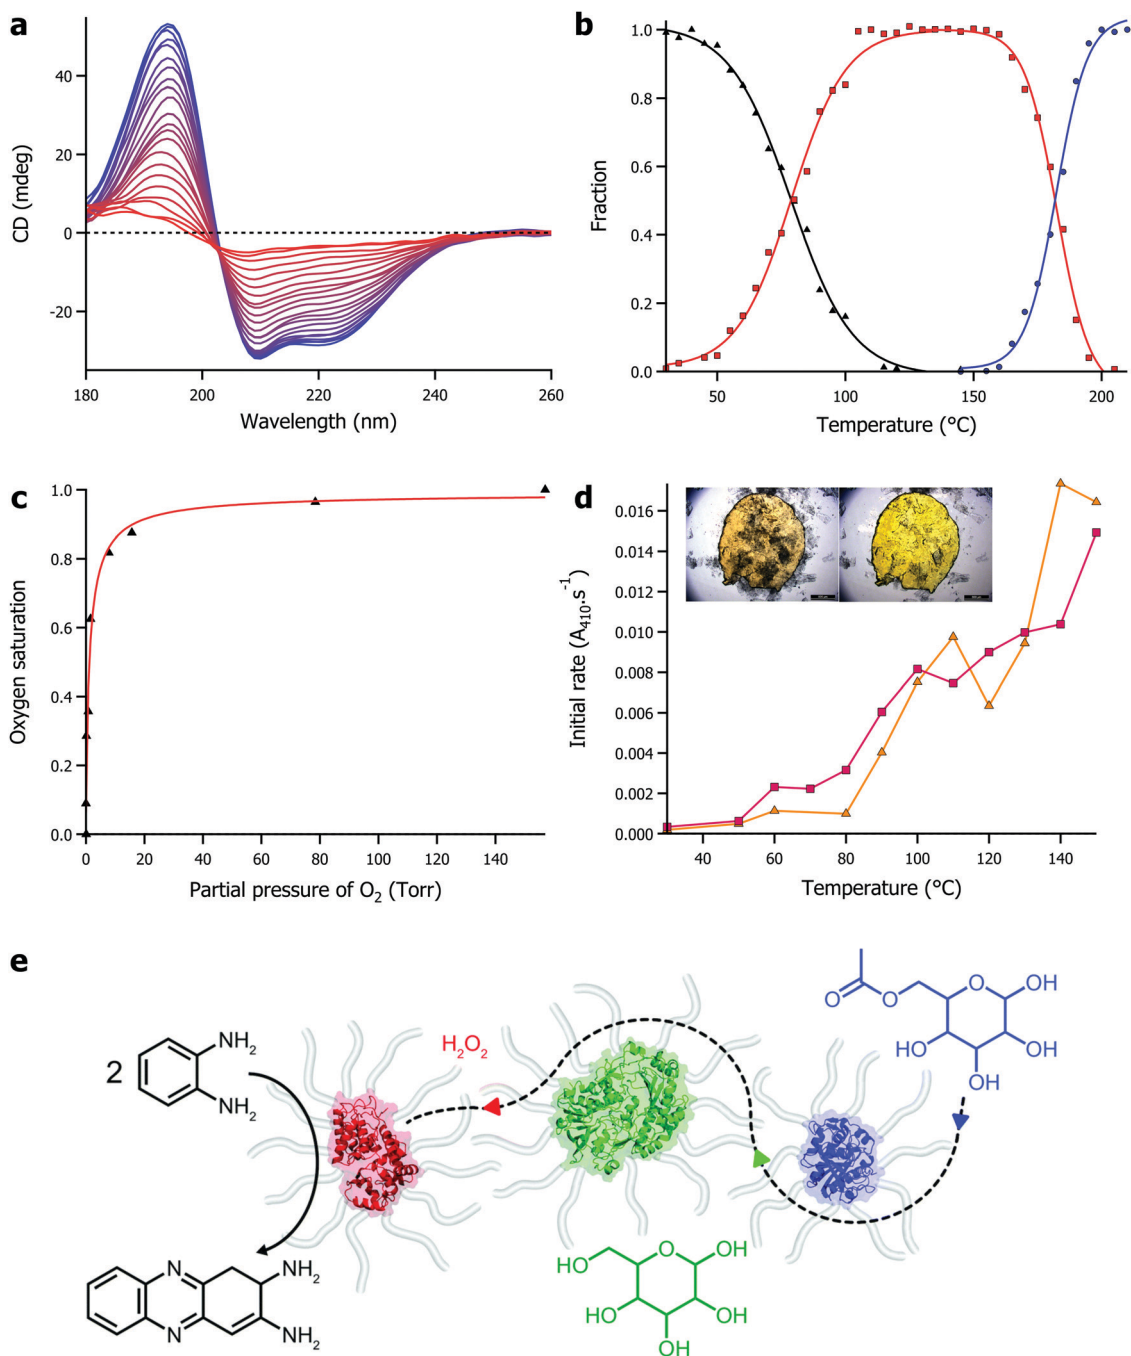 a
CD (mdeg)
40
20
0
-20
180
200
220
240
260
Wavelength (nm)
b
Fraction
1.0
0.8
0.6
0.4
0.2
0.0
50
100
150
200
Temperature (°C)
c
Oxygen saturation
1.0
0.8
0.6
0.4
0.2
0.0
0
20
40
60
80
100
120
140
Partial pressure of O₂ (Torr)
d
Initial rate (A₄₁₀.s⁻¹)
0.016
0.014
0.012
0.010
0.008
0.006
0.004
0.002
0.000
40
60
80
100
120
140
Temperature (°C)
e
2
NH₂
NH₂
H₂O₂
O
O
O
OH
HO
OH
OH
N
N
NH₂
NH₂
HO
O
OH
HO
OH
OH